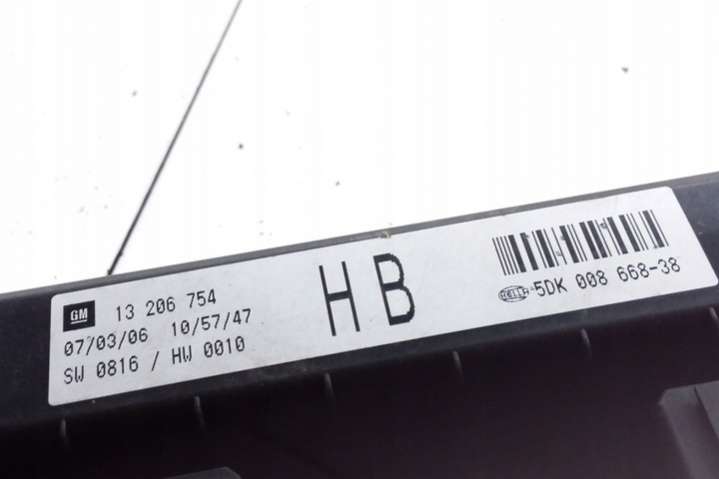 GM 13 206 754
07/03/06 10/57/47
SW 0816 / HW 0010
HB
HELLA 5DK 008 668-38